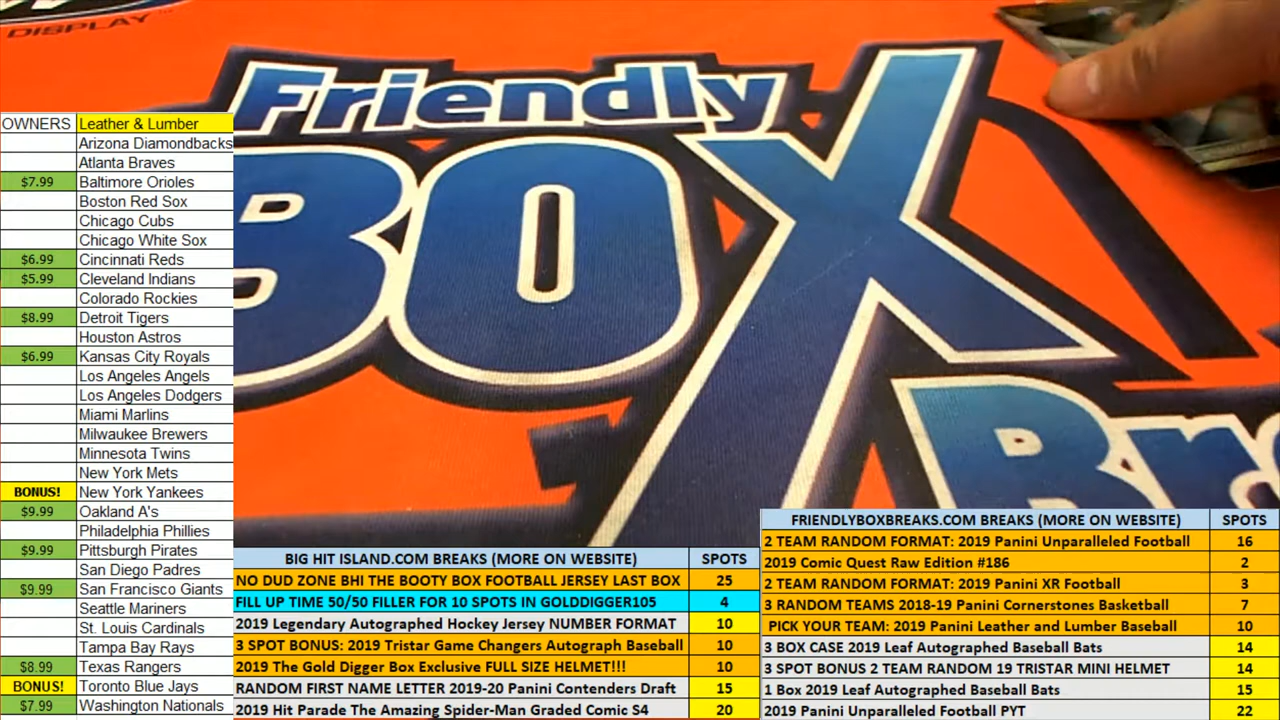 DISPLAY
Friendly
BOX
Br
OWNERS Leather & Lumber
Arizona Diamondbacks
Atlanta Braves
$7.99 Baltimore Orioles
Boston Red Sox
Chicago Cubs
Chicago White Sox
$6.99 Cincinnati Reds
$5.99 Cleveland Indians
Colorado Rockies
$8.99 Detroit Tigers
Houston Astros
$6.99 Kansas City Royals
Los Angeles Angels
Los Angeles Dodgers
Miami Marlins
Milwaukee Brewers
Minnesota Twins
New York Mets
BONUS! New York Yankees
$9.99 Oakland A's
Philadelphia Phillies
$9.99 Pittsburgh Pirates
San Diego Padres
$9.99 San Francisco Giants
Seattle Mariners
St. Louis Cardinals
Tampa Bay Rays
$8.99 Texas Rangers
BONUS! Toronto Blue Jays
$7.99 Washington Nationals
BIG HIT ISLAND.COM BREAKS (MORE ON WEBSITE) SPOTS
NO DUD ZONE BHI THE BOOTY BOX FOOTBALL JERSEY LAST BOX 25
FILL UP TIME 50/50 FILLER FOR 10 SPOTS IN GOLDDIGGER105 4
2019 Legendary Autographed Hockey Jersey NUMBER FORMAT 10
3 SPOT BONUS: 2019 Tristar Game Changers Autograph Baseball 10
2019 The Gold Digger Box Exclusive FULL SIZE HELMET!!! 10
RANDOM FIRST NAME LETTER 2019-20 Panini Contenders Draft 15
2019 Hit Parade The Amazing Spider-Man Graded Comic S4 20
FRIENDLYBOXBREAKS.COM BREAKS (MORE ON WEBSITE) SPOTS
2 TEAM RANDOM FORMAT: 2019 Panini Unparalleled Football 16
2019 Comic Quest Raw Edition #186 2
2 TEAM RANDOM FORMAT: 2019 Panini XR Football 3
3 RANDOM TEAMS 2018-19 Panini Cornerstones Basketball 7
PICK YOUR TEAM: 2019 Panini Leather and Lumber Baseball 10
3 BOX CASE 2019 Leaf Autographed Baseball Bats 14
3 SPOT BONUS 2 TEAM RANDOM 19 TRISTAR MINI HELMET 14
1 Box 2019 Leaf Autographed Baseball Bats 15
2019 Panini Unparalleled Football PYT 22